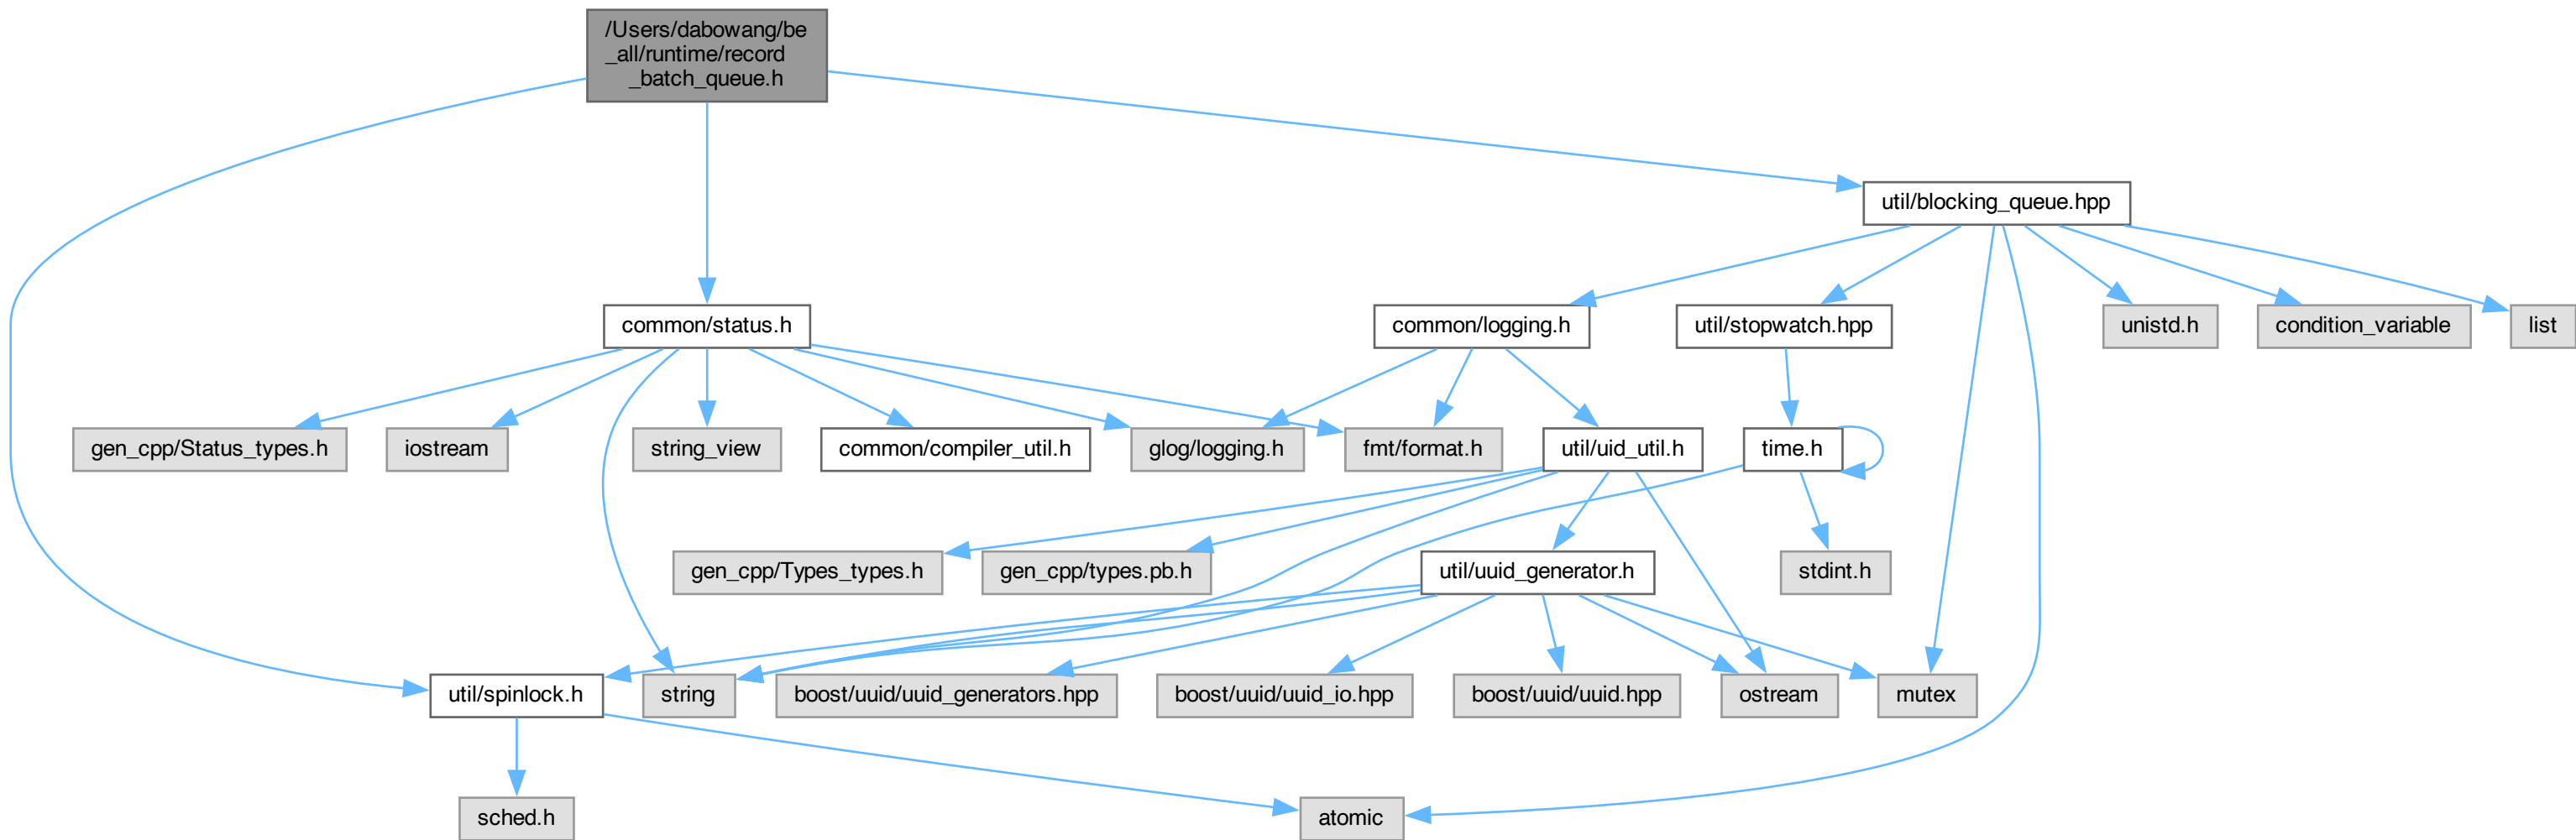 /Users/dabowang/be
_all/runtime/record
_batch_queue.h
util/blocking_queue.hpp
common/status.h
common/logging.h
util/stopwatch.hpp
unistd.h
condition_variable
list
gen_cpp/Status_types.h
iostream
string_view
common/compiler_util.h
glog/logging.h
fmt/format.h
util/uid_util.h
time.h
gen_cpp/Types_types.h
gen_cpp/types.pb.h
util/uuid_generator.h
stdint.h
util/spinlock.h
string
boost/uuid/uuid_generators.hpp
boost/uuid/uuid_io.hpp
boost/uuid/uuid.hpp
ostream
mutex
sched.h
atomic